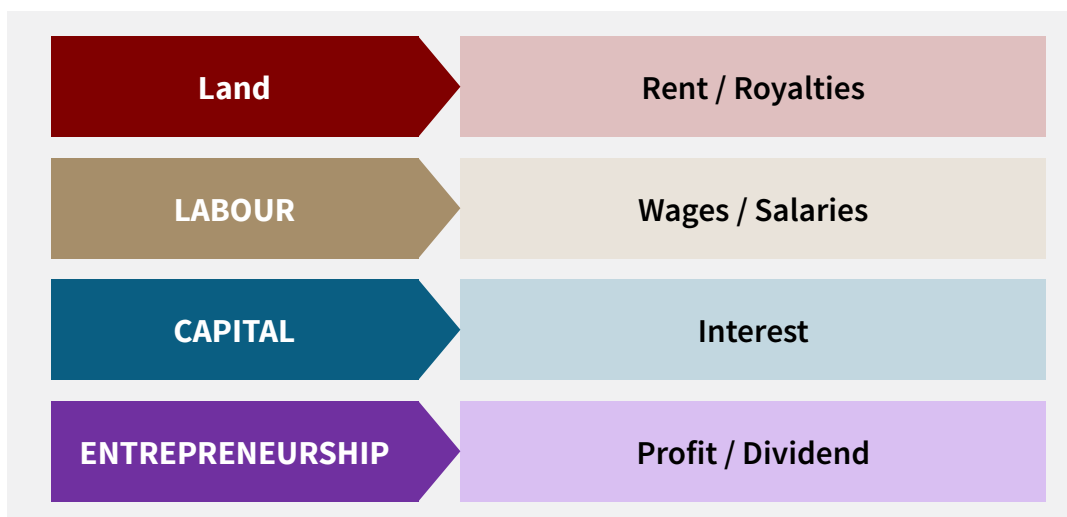 Land
Rent / Royalties
LABOUR
Wages / Salaries
CAPITAL
Interest
ENTREPRENEURSHIP
Profit / Dividend